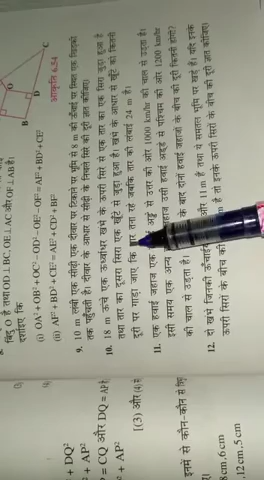 बिंदु O है तथा OD ⊥ BC, OE ⊥ AC और OF ⊥ AB है।
दर्शाइए कि
(i) OA² + OB² + OC² – OD² – OE² – OF² = AF² + BD² + CE²
(ii) AF² + BD² + CE² = AE² + CD² + BF²
A
O
B
D
C
आकृति 6.54
9. 10 m लंबी एक सीढ़ी एक दीवार पर टिकाने पर भूमि से 8 m की ऊँचाई पर स्थित एक खिड़की
तक पहुँचती है। दीवार के आधार से सीढ़ी के निचले सिरे की दूरी ज्ञात कीजिए।
10. 18 m ऊँचे एक ऊर्ध्वाधर खंभे के ऊपरी सिरे से एक तार का एक सिरा जुड़ा हुआ है
तथा तार का दूसरा सिरा एक खूँटे से जुड़ा हुआ है। खंभे के आधार से खूँटे को कितनी
दूरी पर गाड़ा जाए कि तार तना रहे जबकि तार की लंबाई 24 m है।
11. एक हवाई जहाज एक अड्डे से उत्तर की ओर 1000 km/hr की चाल से उड़ता है।
इसी समय एक अन्य हवाई जहाज उसी हवाई अड्डे से पश्चिम की ओर 1200 km/hr
की चाल से उड़ता है। के बाद दोनों हवाई जहाजों के बीच की दूरी कितनी होगी?
12. दो खंभे जिनकी ऊँचाईयाँ और 11 m हैं तथा ये समतल भूमि पर खड़े हैं। यदि इनके
के बीच की m है तो इनके ऊपरी सिरों के बीच की दूरी ज्ञात कीजिए।
+ DQ²
+ AP²
= CQ और DQ = AP है
+ AP²
[(3) और (4) से
इनमें से कौन-कौन से त्रिभुज
8 cm, 6 cm
, 12 cm, 5 cm